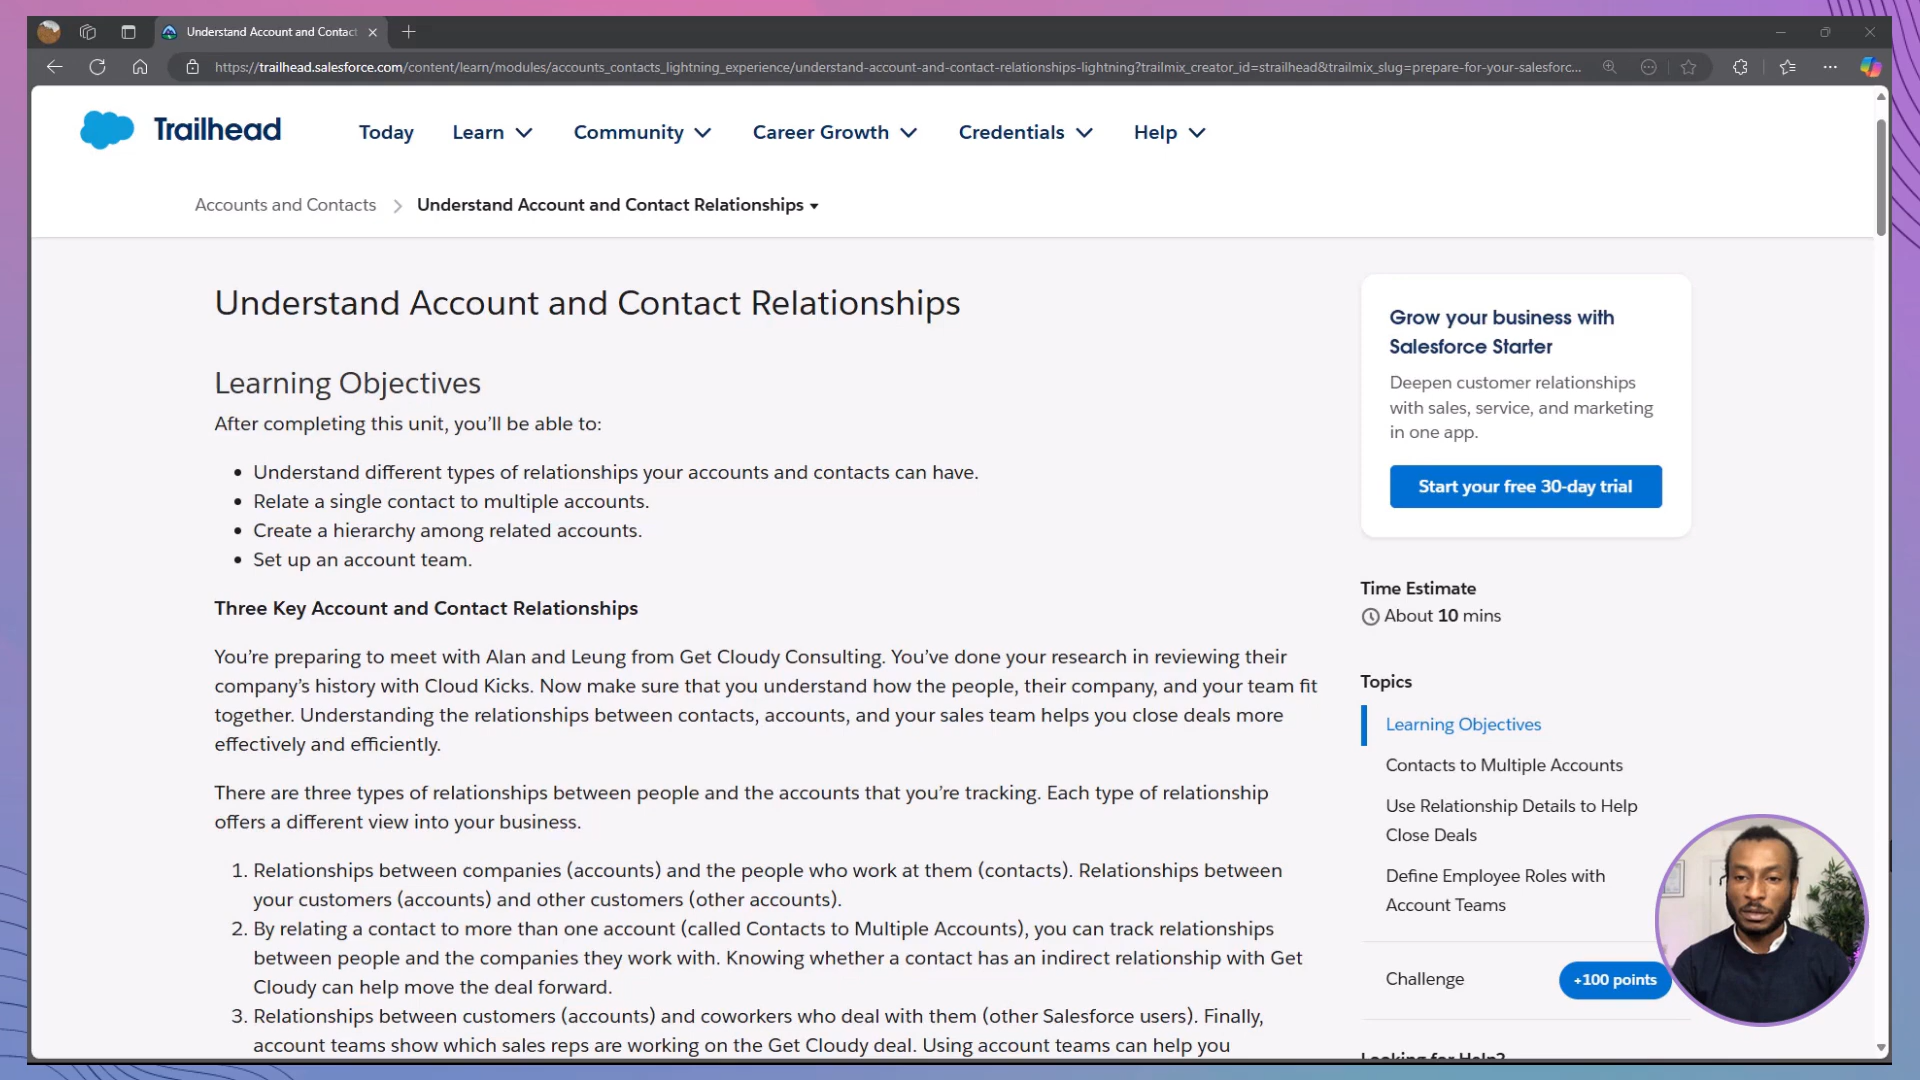 Understand Account and Contact
https://trailhead.salesforce.com/content/learn/modules/accounts_contacts_lightning_experience/understand-account-and-contact-relationships-lightning?trailmix_creator_id=strailhead&trailmix_slug=prepare-for-your-salesforc...
Trailhead
Today
Learn
Community
Career Growth
Credentials
Help
Accounts and Contacts
Understand Account and Contact Relationships
Understand Account and Contact Relationships
Learning Objectives
After completing this unit, you'll be able to:
• Understand different types of relationships your accounts and contacts can have.
• Relate a single contact to multiple accounts.
• Create a hierarchy among related accounts.
• Set up an account team.
Three Key Account and Contact Relationships
You're preparing to meet with Alan and Leung from Get Cloudy Consulting. You've done your research in reviewing their
company's history with Cloud Kicks. Now make sure that you understand how the people, their company, and your team fit
together. Understanding the relationships between contacts, accounts, and your sales team helps you close deals more
effectively and efficiently.
There are three types of relationships between people and the accounts that you're tracking. Each type of relationship
offers a different view into your business.
1. Relationships between companies (accounts) and the people who work at them (contacts). Relationships between
your customers (accounts) and other customers (other accounts).
2. By relating a contact to more than one account (called Contacts to Multiple Accounts), you can track relationships
between people and the companies they work with. Knowing whether a contact has an indirect relationship with Get
Cloudy can help move the deal forward.
3. Relationships between customers (accounts) and coworkers who deal with them (other Salesforce users). Finally,
account teams show which sales reps are working on the Get Cloudy deal. Using account teams can help you
Grow your business with
Salesforce Starter
Deepen customer relationships
with sales, service, and marketing
in one app.
Start your free 30-day trial
Time Estimate
About 10 mins
Topics
Learning Objectives
Contacts to Multiple Accounts
Use Relationship Details to Help
Close Deals
Define Employee Roles with
Account Teams
Challenge
+100 points
Looking for Help?